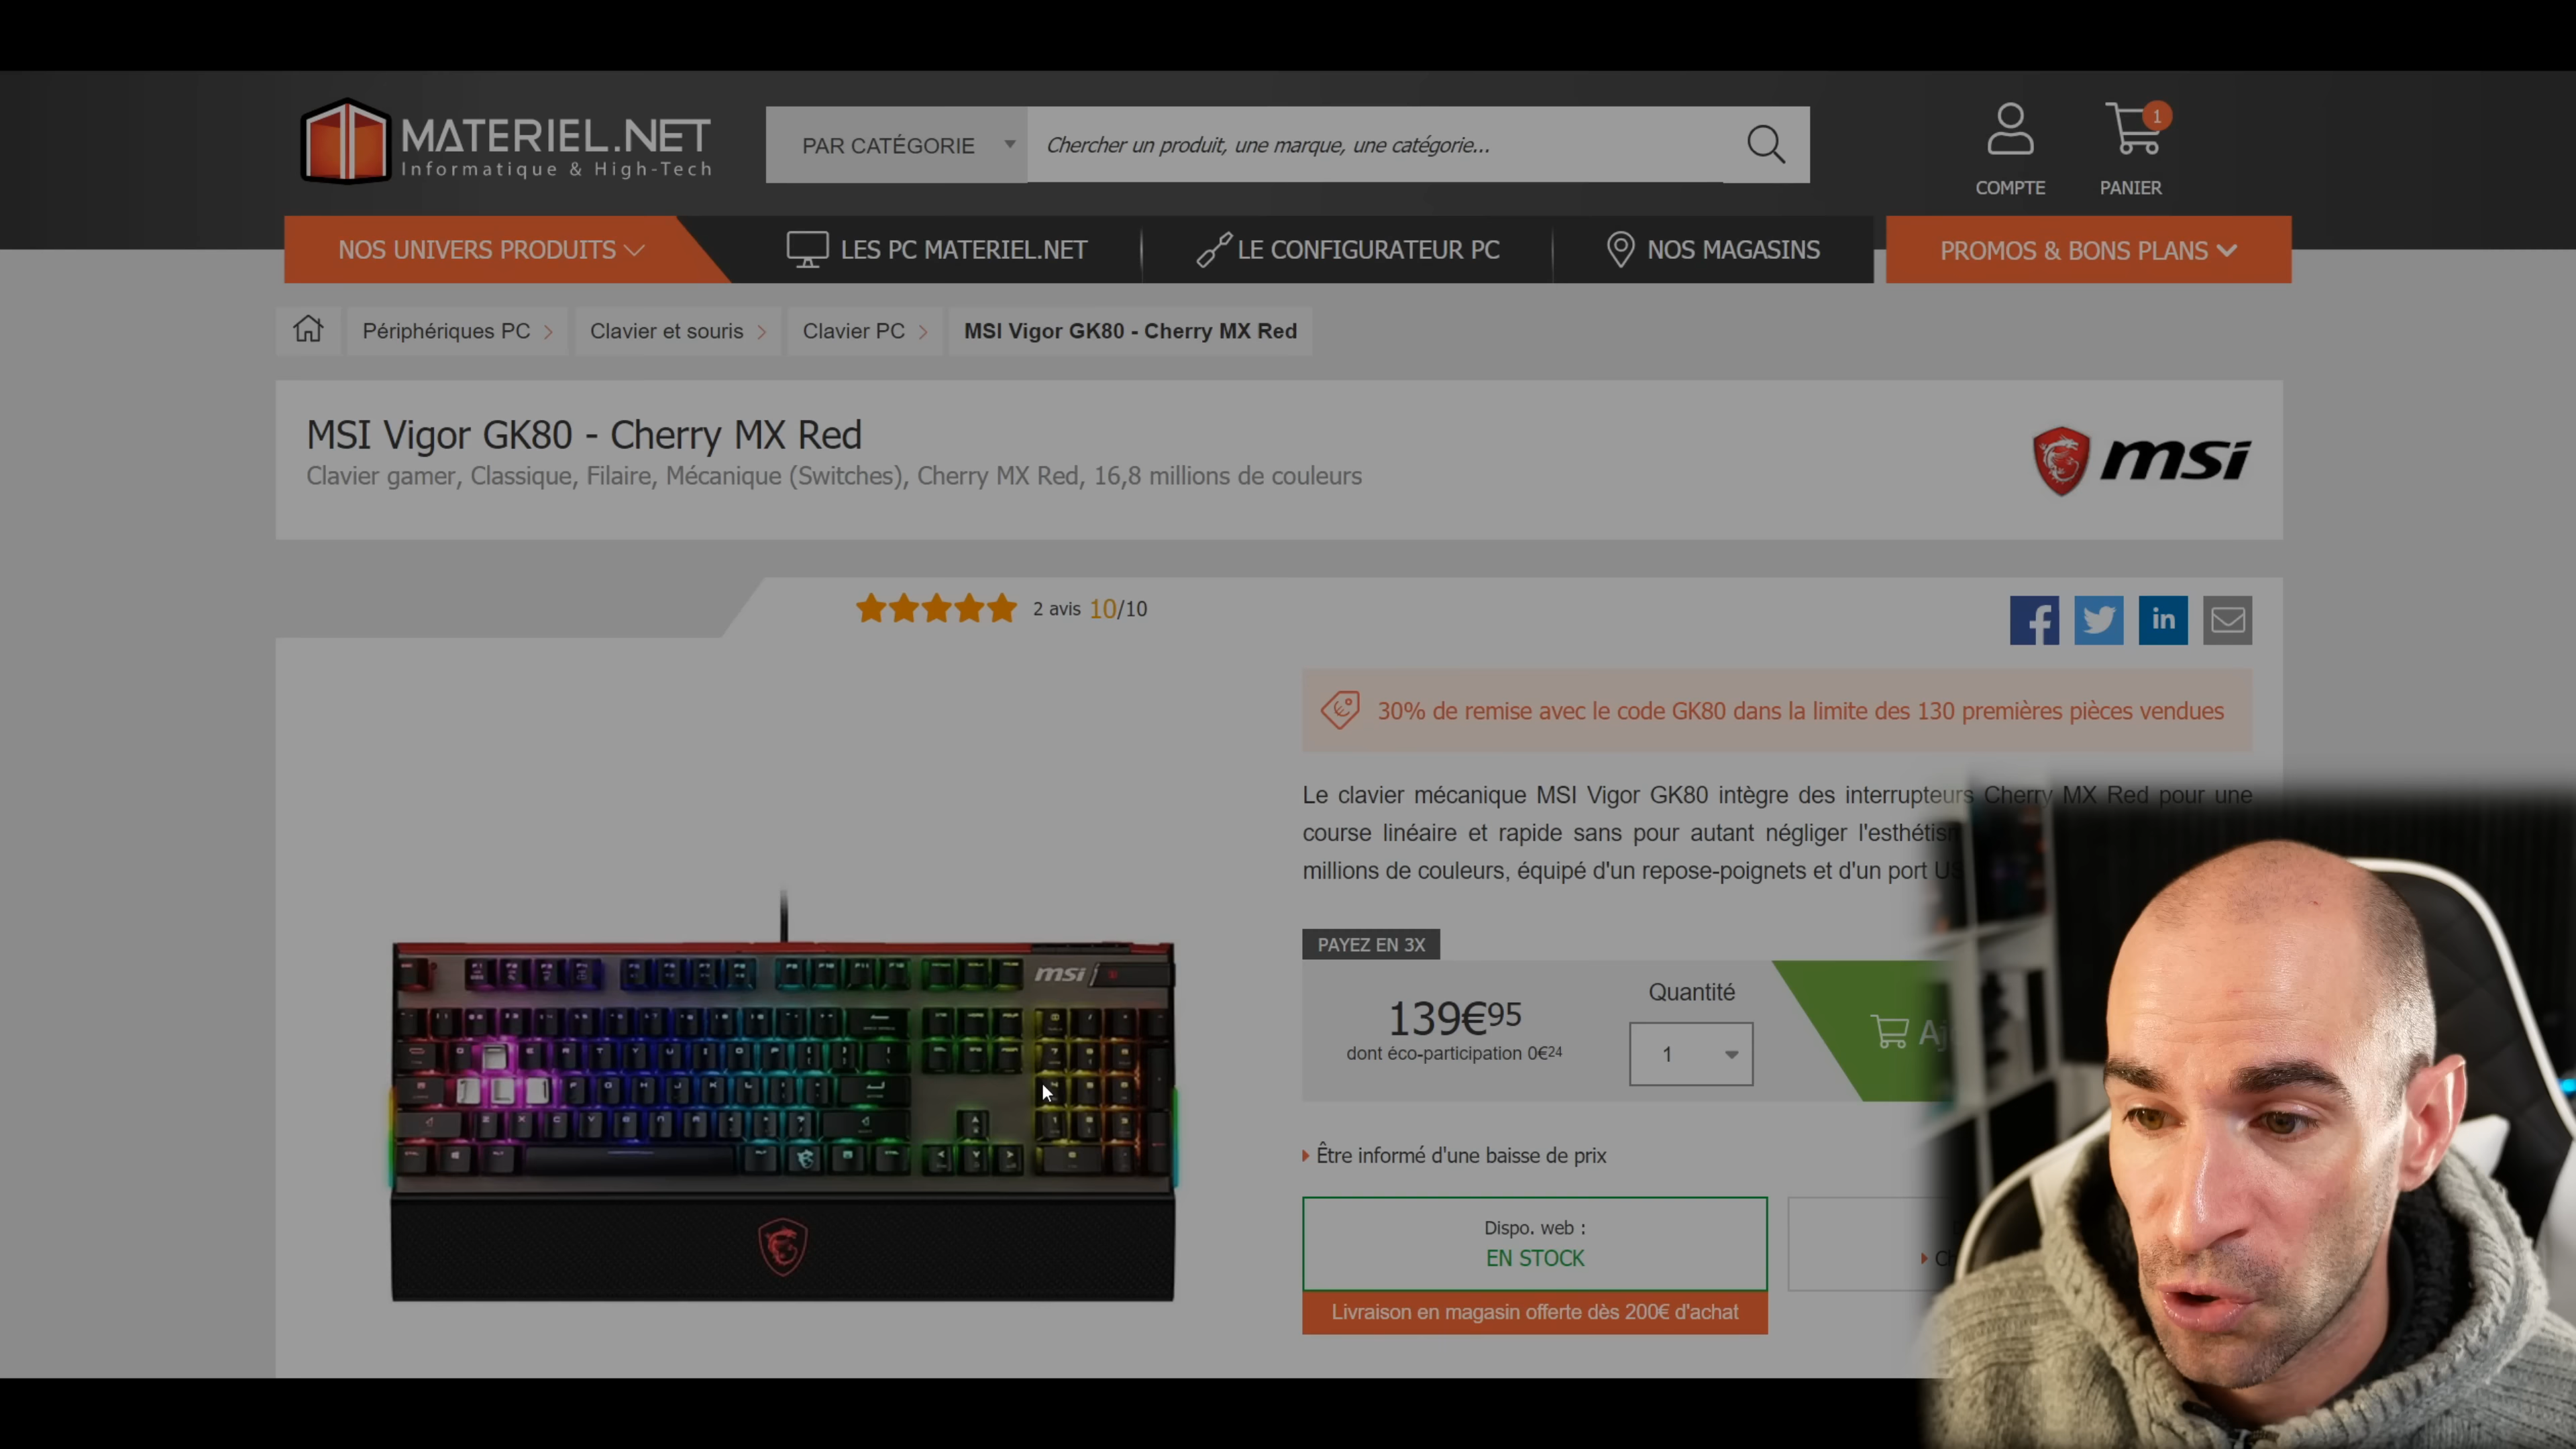 MATERIEL.NET
Informatique & High-Tech
PAR CATÉGORIE
Chercher un produit, une marque, une catégorie...
1
COMPTE
PANIER
NOS UNIVERS PRODUITS
LES PC MATERIEL.NET
LE CONFIGURATEUR PC
NOS MAGASINS
PROMOS & BONS PLANS
Périphériques PC
Clavier et souris
Clavier PC
MSI Vigor GK80 - Cherry MX Red
MSI Vigor GK80 - Cherry MX Red
Clavier gamer, Classique, Filaire, Mécanique (Switches), Cherry MX Red, 16,8 millions de couleurs
msi
2 avis 10/10
30% de remise avec le code GK80 dans la limite des 130 premières pièces vendues
Le clavier mécanique MSI Vigor GK80 intègre des interrupteurs Cherry MX Red pour une
course linéaire et rapide sans pour autant négliger
millions de couleurs, équipé d'un repose-poignets et d'un port
PAYEZ EN 3X
139€95
dont éco-participation 0€24
Quantité
1
Être informé d'une baisse de prix
Dispo. web :
EN STOCK
Livraison en magasin offerte dès 200€ d'achat
msi